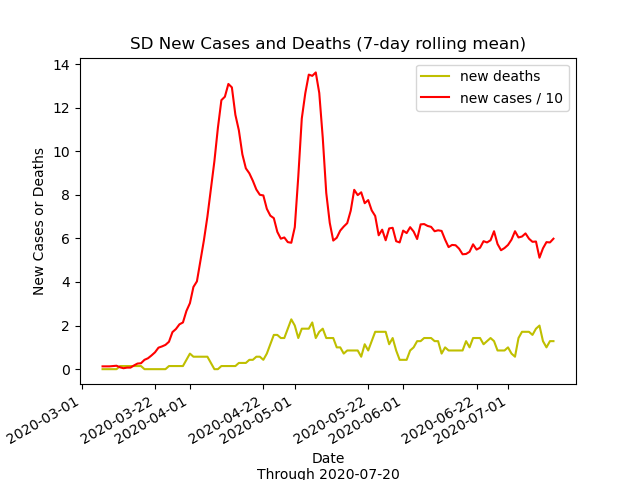 SD New Cases and Deaths (7-day rolling mean)
new deaths
new cases / 10
14
12
10
8
6
4
2
0
New Cases or Deaths
2020-03-01
2020-03-22
2020-04-01
2020-04-22
2020-05-01
2020-05-22
2020-06-01
2020-06-22
2020-07-01
Date
Through 2020-07-20